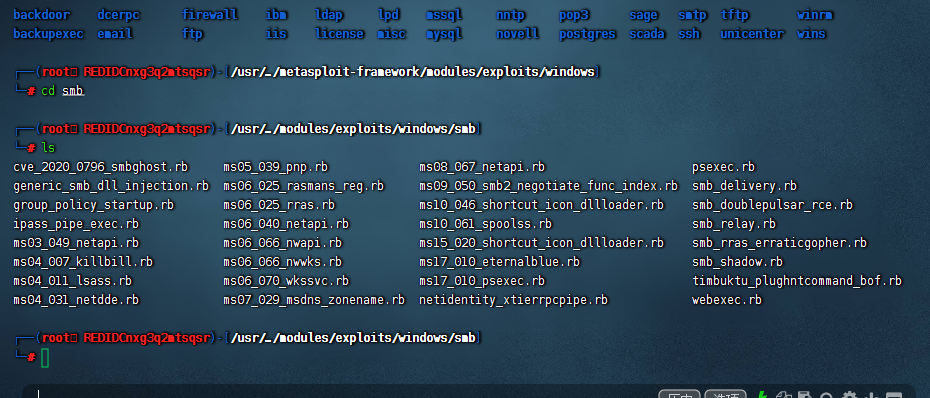 backdoor dcerpc firewall ibm ldap lpd mssql nntp pop3 sage smtp tftp winrm
backupexec email ftp iis license misc mysql novell postgres scada ssh unicenter wins
┌──(root㉿REDIDCnxg3q2mtsqsr)-[/usr/…/metasploit-framework/modules/exploits/windows]
└─# cd smb
┌──(root㉿REDIDCnxg3q2mtsqsr)-[/usr/…/modules/exploits/windows/smb]
└─# ls
cve_2020_0796_smbghost.rb ms05_039_pnp.rb ms08_067_netapi.rb psexec.rb
generic_smb_dll_injection.rb ms06_025_rasmans_reg.rb ms09_050_smb2_negotiate_func_index.rb smb_delivery.rb
group_policy_startup.rb ms06_025_rras.rb ms10_046_shortcut_icon_dllloader.rb smb_doublepulsar_rce.rb
ipass_pipe_exec.rb ms06_040_netapi.rb ms10_061_spoolss.rb smb_relay.rb
ms03_049_netapi.rb ms06_066_nwapi.rb ms15_020_shortcut_icon_dllloader.rb smb_rras_erraticgopher.rb
ms04_007_killbill.rb ms06_066_nwwks.rb ms17_010_eternalblue.rb smb_shadow.rb
ms04_011_lsass.rb ms06_070_wkssvc.rb ms17_010_psexec.rb timbuktu_plughntcommand_bof.rb
ms04_031_netdde.rb ms07_029_msdns_zonename.rb netidentity_xtierrpcpipe.rb webexec.rb
┌──(root㉿REDIDCnxg3q2mtsqsr)-[/usr/…/modules/exploits/windows/smb]
└─#
历史 选项